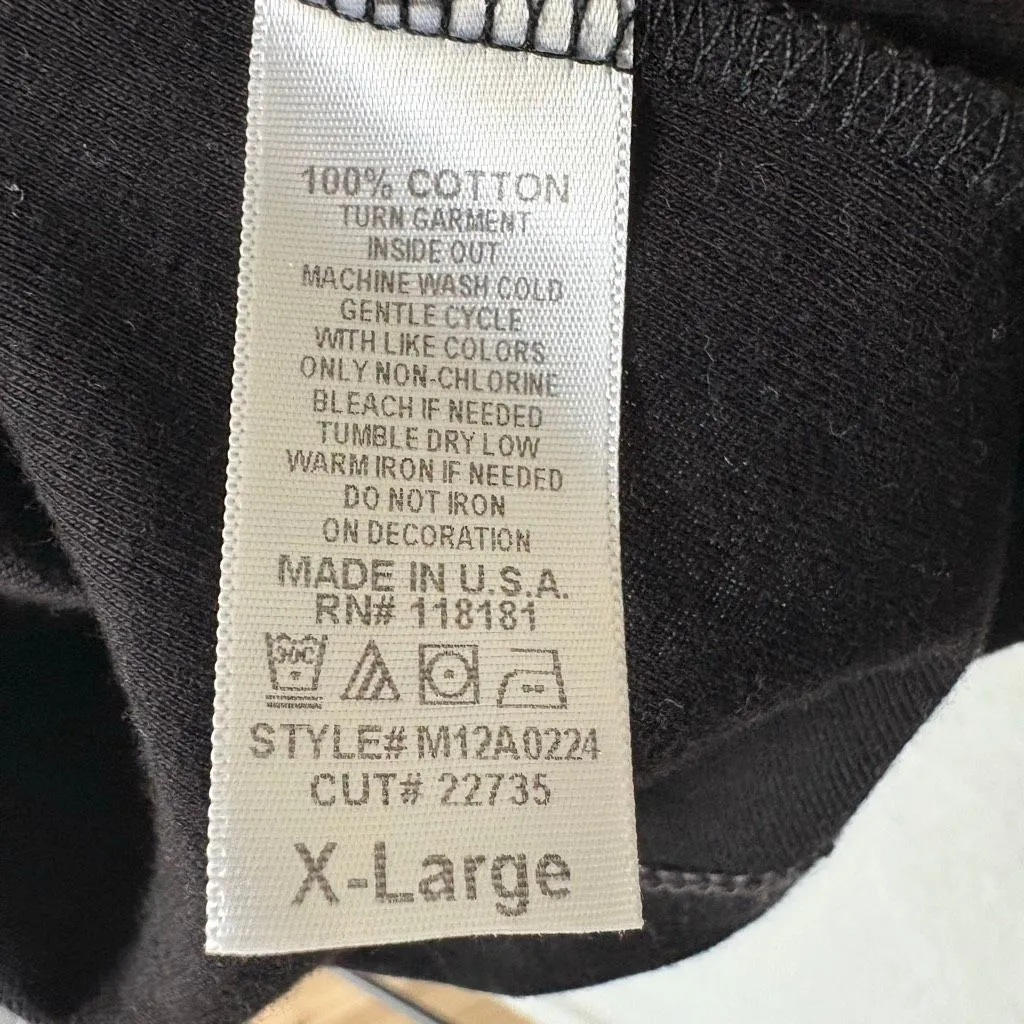 100% COTTON
TURN GARMENT
INSIDE OUT
MACHINE WASH COLD
GENTLE CYCLE
WITH LIKE COLORS
ONLY NON-CHLORINE
BLEACH IF NEEDED
TUMBLE DRY LOW
WARM IRON IF NEEDED
DO NOT IRON
ON DECORATION
MADE IN U.S.A.
RN# 118181
30C
STYLE# M12A0224
CUT# 22735
X-Large